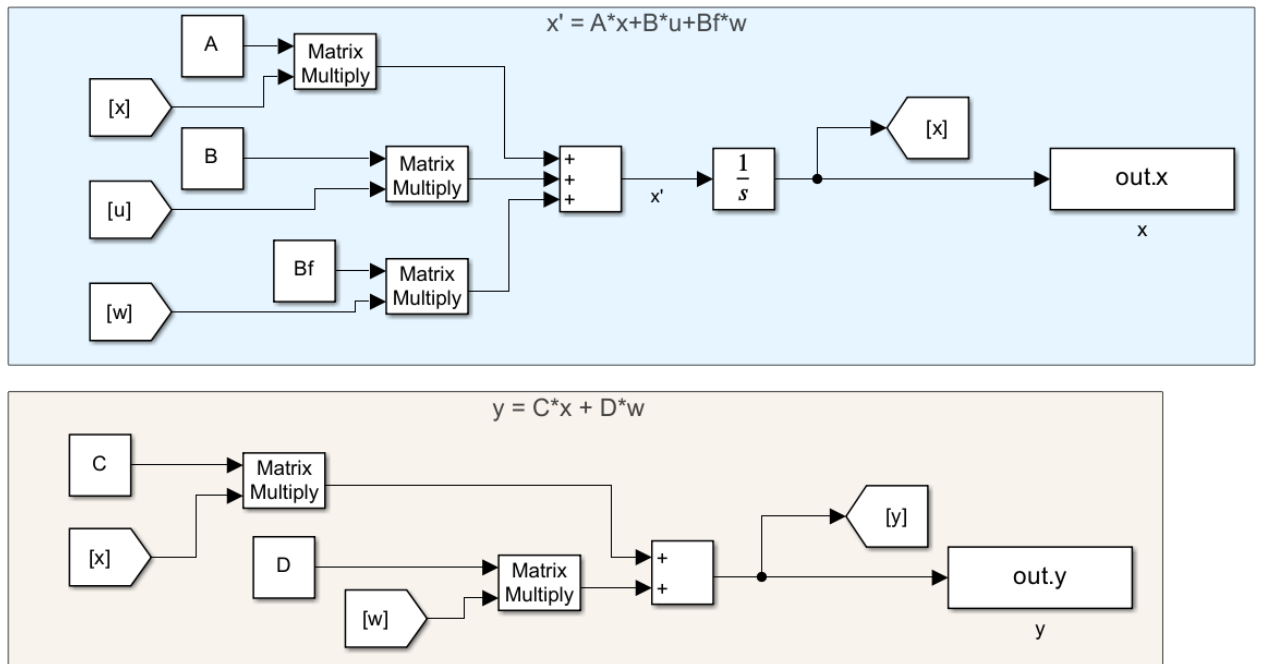 x' = A*x+B*u+Bf*w
A
Matrix
Multiply
[x]
B
Matrix
Multiply
[u]
Bf
Matrix
Multiply
[w]
+
+
+
x'
1
s
[x]
out.x
x
y = C*x + D*w
C
Matrix
Multiply
[x]
D
Matrix
Multiply
[w]
+
+
[y]
out.y
y